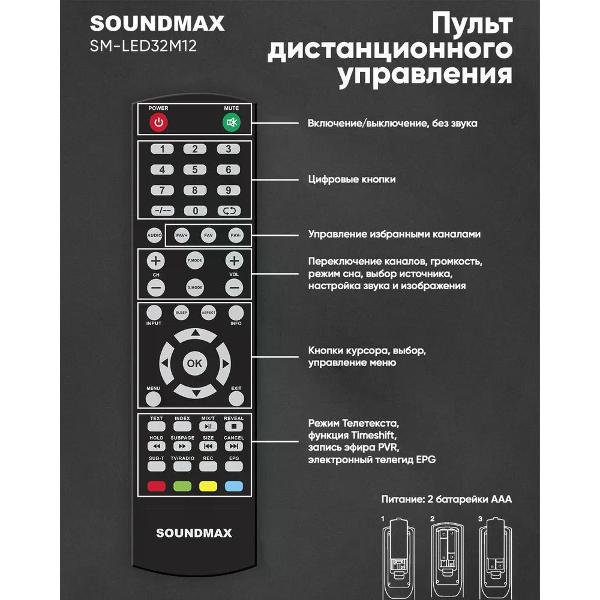 SOUNDMAX
SM-LED32M12
Пульт
дистанционного
управления
POWER MUTE
Включение/выключение, без звука
1 2 3
4 5 6
7 8 9
-/-- 0
Цифровые кнопки
AUDIO FAV+ FAV FAV-
Управление избранными каналами
+ P.MODE +
CH VOL
- S.MODE -
Переключение каналов, громкость,
режим сна, выбор источника,
настройка звука и изображения
SLEEP ASPECT
INPUT INFO
OK
MENU EXIT
Кнопки курсора, выбор,
управление меню
TEXT INDEX MIX/T REVEAL
HOLD SUBPAGE SIZE CANCEL
SUB-T TV/RADIO REC EPG
Режим Телетекста,
функция Timeshift,
запись эфира PVR,
электронный телегид EPG
SOUNDMAX
Питание: 2 батарейки ААА
1 2 3